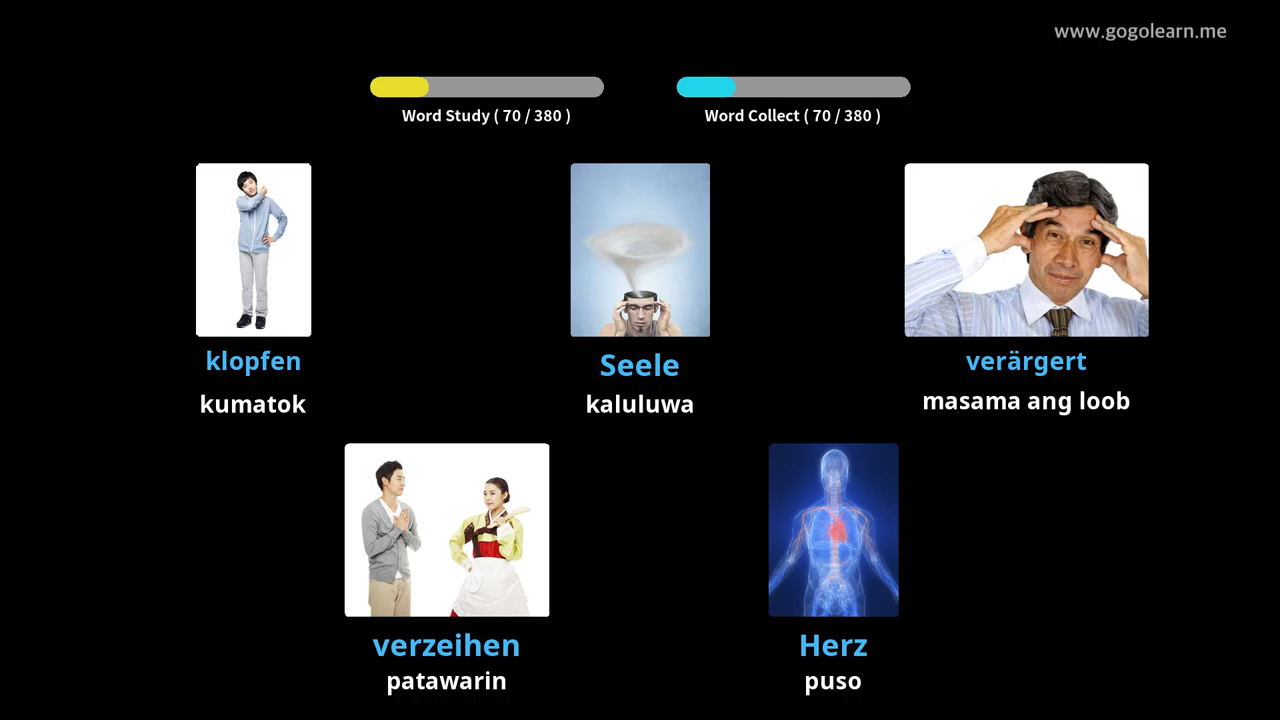 www.gogolearn.me
Word Study ( 70 / 380 )
Word Collect ( 70 / 380 )
klopfen
kumatok
Seele
kaluluwa
verärgert
masama ang loob
verzeihen
patawarin
Herz
puso